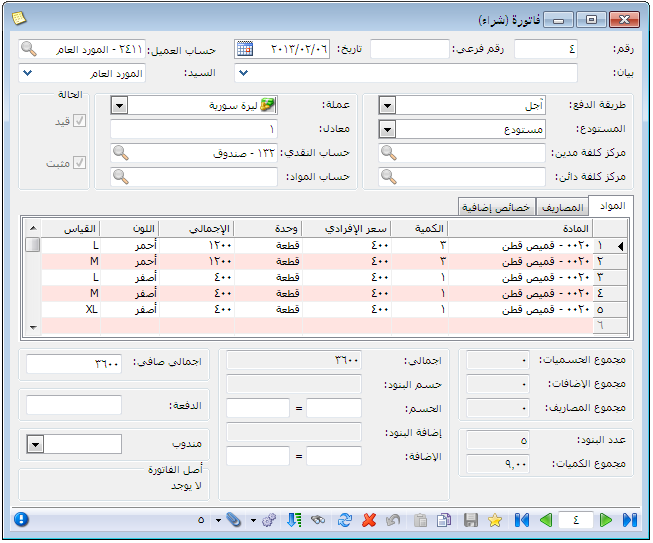 فاتورة (شراء)
رقم: ٤ رقم فرعي: تاريخ: ٢٠١٣/٠٢/٠٦ حساب العميل: ٢٤١١ - المورد العام
بيان: السيد: المورد العام
طريقة الدفع: آجل عملة: ليرة سورية الحالة
المستودع: مستودع معادل: ١ قيد
مركز كلفة مدين: حساب النقدي: ١٣٢ - صندوق
مركز كلفة دائن: حساب المواد: مثبت
المواد المصاريف خصائص إضافية
المادة الكمية سعر الإفرادي وحدة الإجمالي اللون القياس
١ ٠٠٢٠ - قميص قطن ٣ ٤٠٠ قطعة ١٢٠٠ أحمر L
٢ ٠٠٢٠ - قميص قطن ٣ ٤٠٠ قطعة ١٢٠٠ أحمر M
٣ ٠٠٢٠ - قميص قطن ١ ٤٠٠ قطعة ٤٠٠ أصفر L
٤ ٠٠٢٠ - قميص قطن ١ ٤٠٠ قطعة ٤٠٠ أصفر M
٥ ٠٠٢٠ - قميص قطن ١ ٤٠٠ قطعة ٤٠٠ أصفر XL
٦
مجموع الحسميات: ٠ اجمالي: ٣٦٠٠ اجمالي صافي: ٣٦٠٠
مجموع الإضافات: ٠ حسم البنود:
مجموع المصاريف: ٠ الحسم: = الدفعة:
عدد البنود: ٥ إضافة البنود: مندوب
مجموع الكميات: ٩,٠٠ الإضافة: = أصل الفاتورة
لا يوجد
٤ ٥